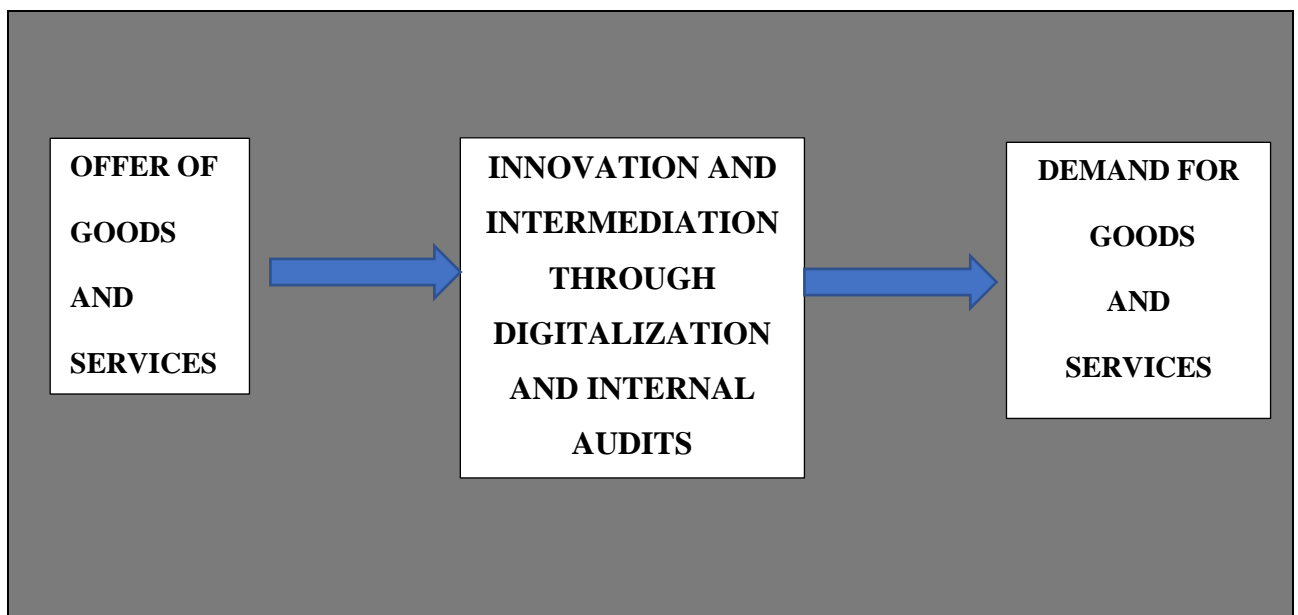 OFFER OF
GOODS
AND
SERVICES
INNOVATION AND
INTERMEDIATION
THROUGH
DIGITALIZATION
AND INTERNAL
AUDITS
DEMAND FOR
GOODS
AND
SERVICES